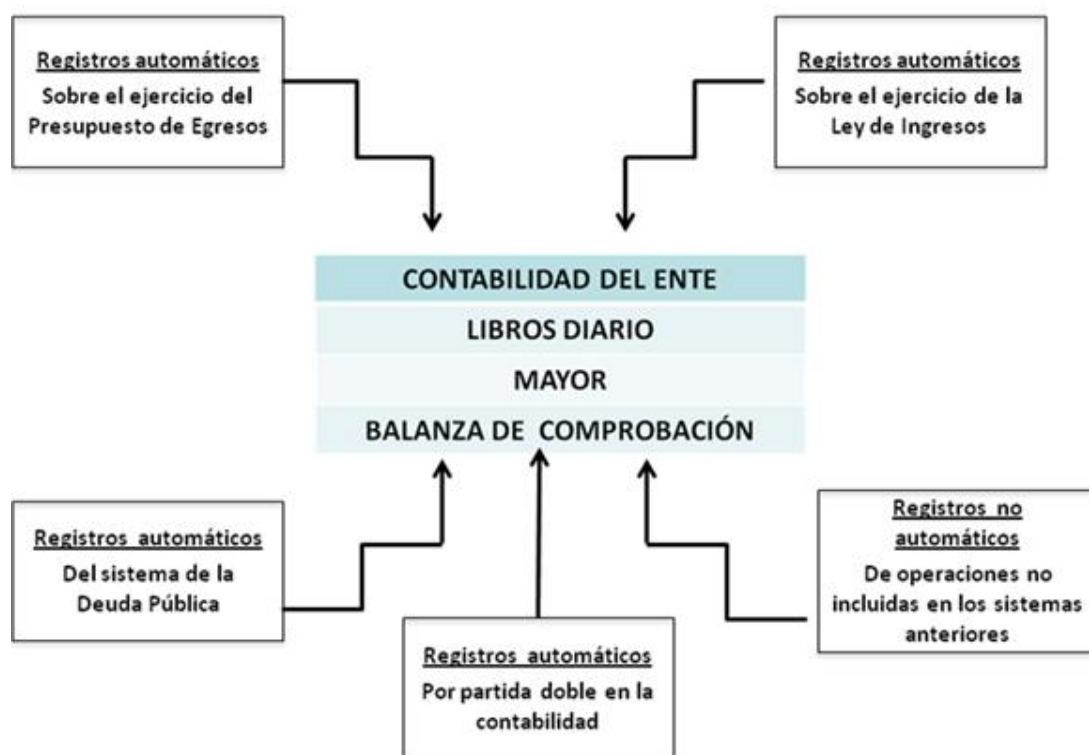 Registros automáticos
Sobre el ejercicio del
Presupuesto de Egresos
Registros automáticos
Sobre el ejercicio de la
Ley de Ingresos
CONTABILIDAD DEL ENTE
LIBROS DIARIO
MAYOR
BALANZA DE COMPROBACIÓN
Registros automáticos
Del sistema de la
Deuda Pública
Registros automáticos
Por partida doble en la
contabilidad
Registros no
automáticos
De operaciones no
incluidas en los sistemas
anteriores